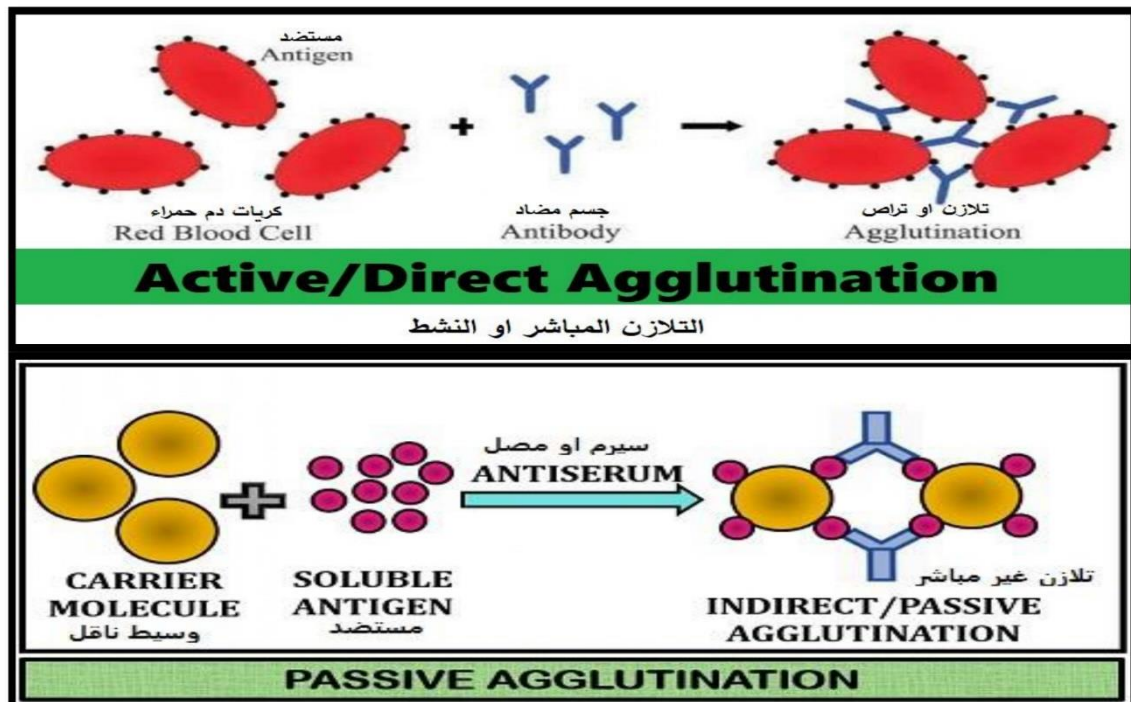 مستضد
Antigen
كريات دم حمراء
Red Blood Cell
جسم مضاد
Antibody
تلازن او تراص
Agglutination
Active/Direct Agglutination
التلازن المباشر او النشط
CARRIER
MOLECULE
وسيط ناقل
SOLUBLE
ANTIGEN
مستضد
سيرم او مصل
ANTISERUM
تلازن غير مباشر
INDIRECT/PASSIVE
AGGLUTINATION
PASSIVE AGGLUTINATION